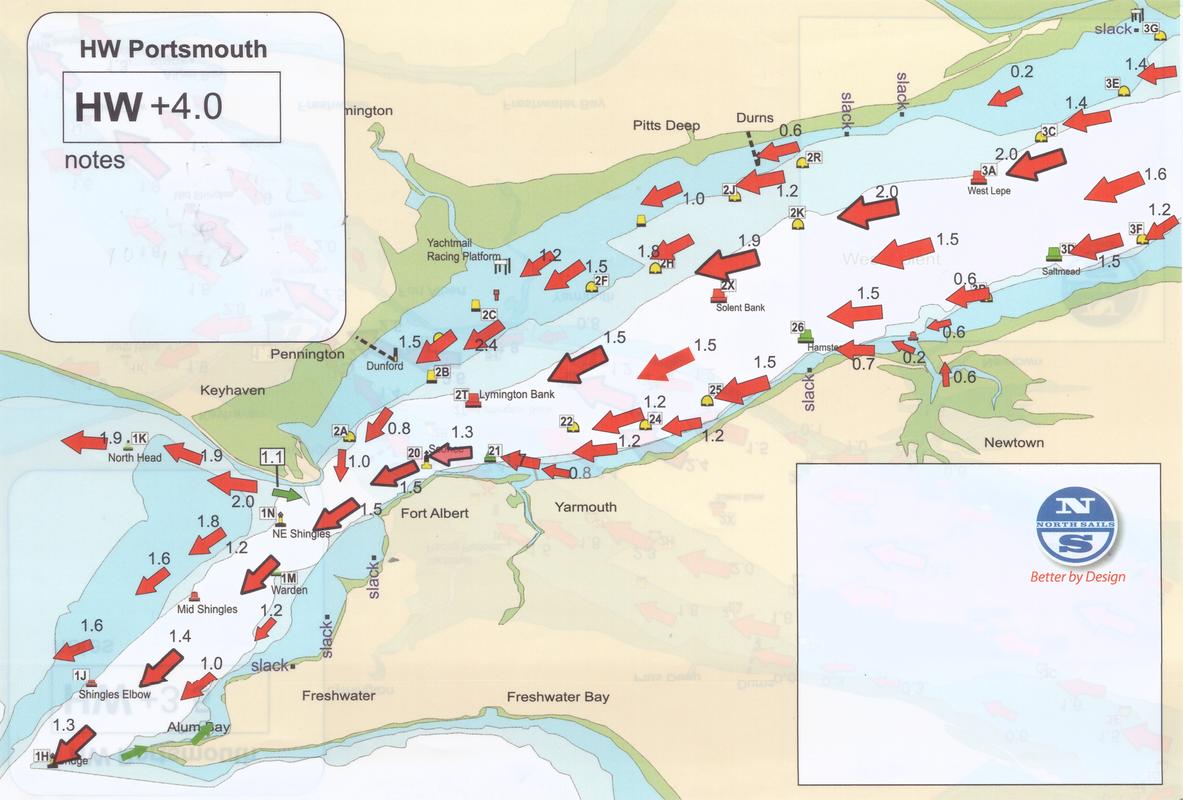 HW Portsmouth
HW +4.0
notes
mington
Pitts Deep
Durns
0.6
slack
slack
0.2
slack
3G
1.4
3E
1.4
3C
2.0
3A
West Lepe
1.6
1.2
3F
3D
Saltmead
1.5
2R
1.2
2J
1.0
2K
2.0
1.5
1.9
2X
Solent Bank
1.8
2H
Yachtmail
Racing Platform
1.2
1.5
2F
2C
2.4
1.5
Dunford
2B
Pennington
Keyhaven
2T
Lymington Bank
1.5
1.5
1.5
25
26
Hamste
1.5
0.6
0.6
0.2
0.7
0.6
slack
Newtown
1.2
24
1.2
22
1.2
0.8
21
1.3
20
1.5
2A
0.8
1.0
1.9
1K
North Head
1.9
1.1
2.0
1N
NE Shingles
1.5
Fort Albert
Yarmouth
1.8
1.2
1.6
1M
Warden
Mid Shingles
1.2
slack
slack
slack
1.6
1.4
1.0
1J
Shingles Elbow
Freshwater
Freshwater Bay
Alum Bay
1.3
1H
N
NORTH SAILS
S
Better by Design